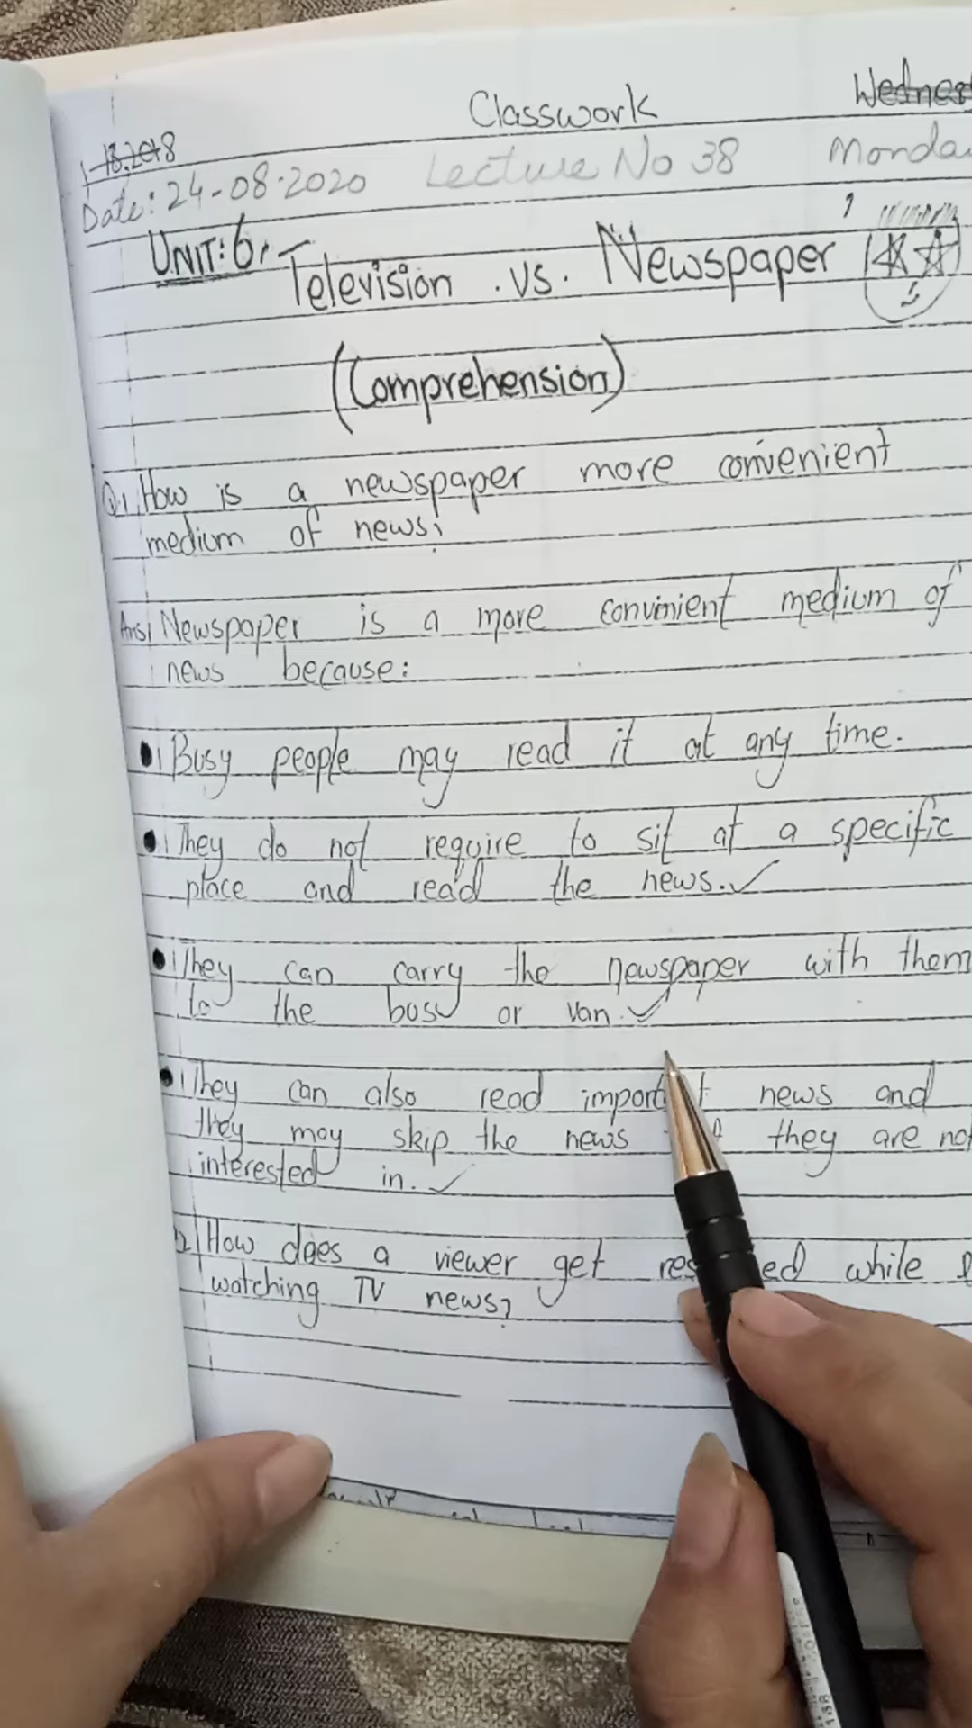 Classwork
Date: 24-08-2020 Lecture No 38
UNIT:6:- Television .vs. Newspaper
(Comprehension)
Q1, How is a newspaper more convenient
medium of news?
Ans, Newspaper is a more convinient medium of
news because:
• Busy people may read it at any time.
• They do not require to sit at a specific
place and read the news.
• They can carry the newspaper with them
to the bus or van.
• They can also read news and
they may skip the news they are not
interested in.
How does a viewer get while
watching TV news?